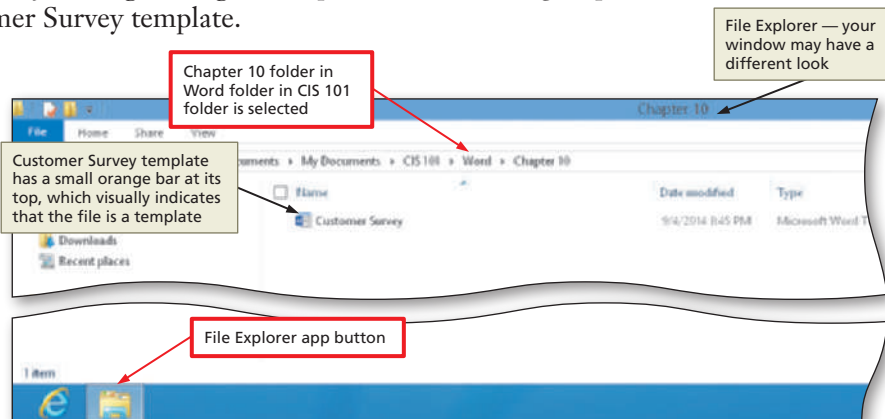 mer Survey template.
File Explorer — your
window may have a
different look
Chapter 10 folder in
Word folder in CIS 101
folder is selected
Chapter 10
File Home Share View
Customer Survey template
has a small orange bar at its
top, which visually indicates
that the file is a template
uments My Documents CIS 101 Word Chapter 10
Name Date modified Type
Customer Survey 9/4/2014 8:45 PM Microsoft Word T
Downloads
Recent places
File Explorer app button
1 item